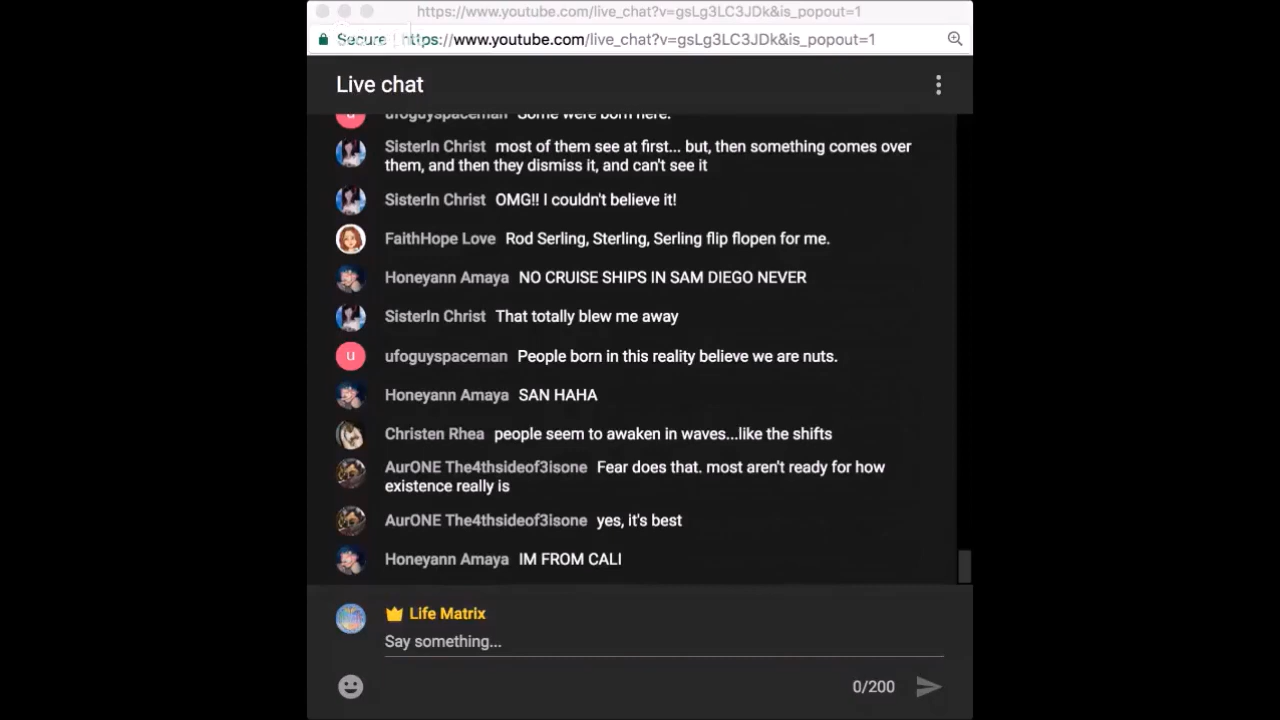 https://www.youtube.com/live_chat?v=gsLg3LC3JDk&is_popout=1
Secure https://www.youtube.com/live_chat?v=gsLg3LC3JDk&is_popout=1
Live chat
ufoguyspaceman Some were born here.
SisterIn Christ most of them see at first... but, then something comes over
them, and then they dismiss it, and can't see it
SisterIn Christ OMG!! I couldn't believe it!
FaithHope Love Rod Serling, Sterling, Serling flip flopen for me.
Honeyann Amaya NO CRUISE SHIPS IN SAM DIEGO NEVER
SisterIn Christ That totally blew me away
u ufoguyspaceman People born in this reality believe we are nuts.
Honeyann Amaya SAN HAHA
Christen Rhea people seem to awaken in waves...like the shifts
AurONE The4thsideof3isone Fear does that. most aren't ready for how
existence really is
AurONE The4thsideof3isone yes, it's best
Honeyann Amaya IM FROM CALI
Life Matrix
Say something...
0/200